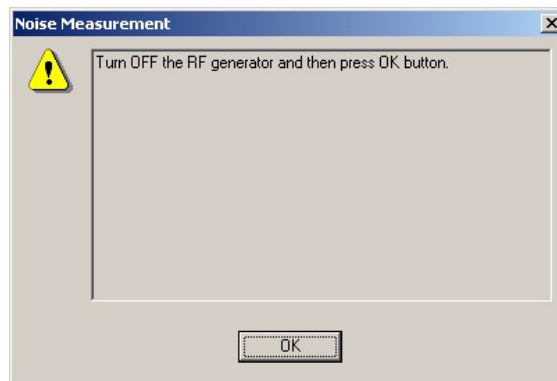 Noise Measurement
Turn OFF the RF generator and then press OK button.
OK